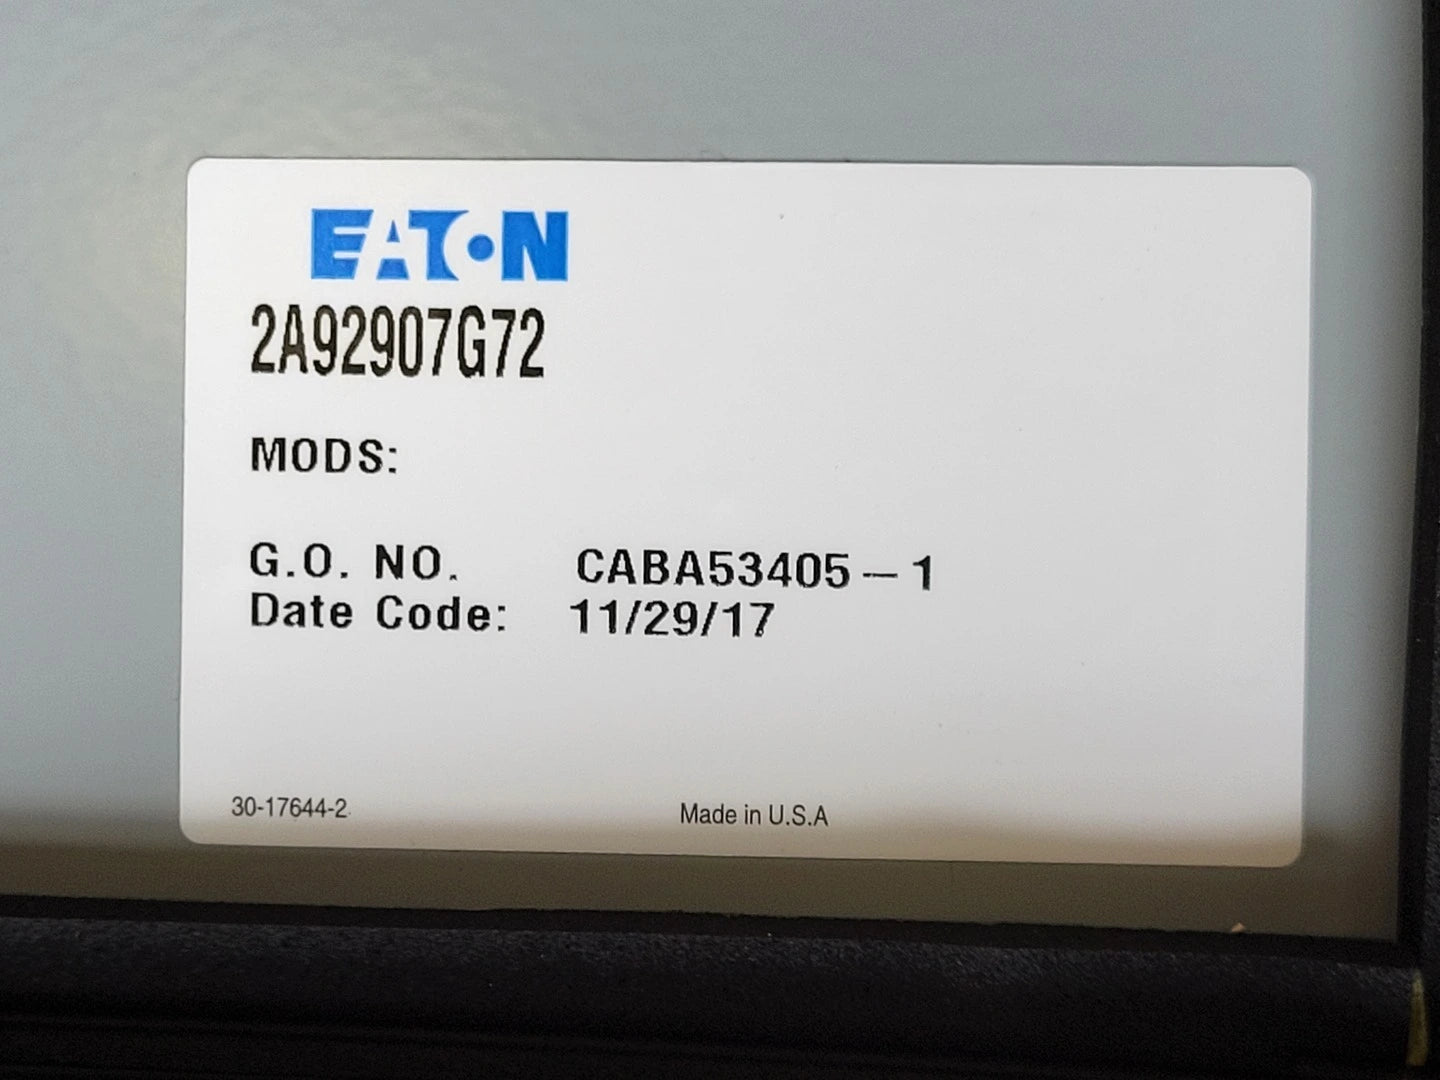 EATON
2A92907G72
MODS:
G.O. NO. CABA53405-1
Date Code: 11/29/17
30-17644-2
Made in U.S.A